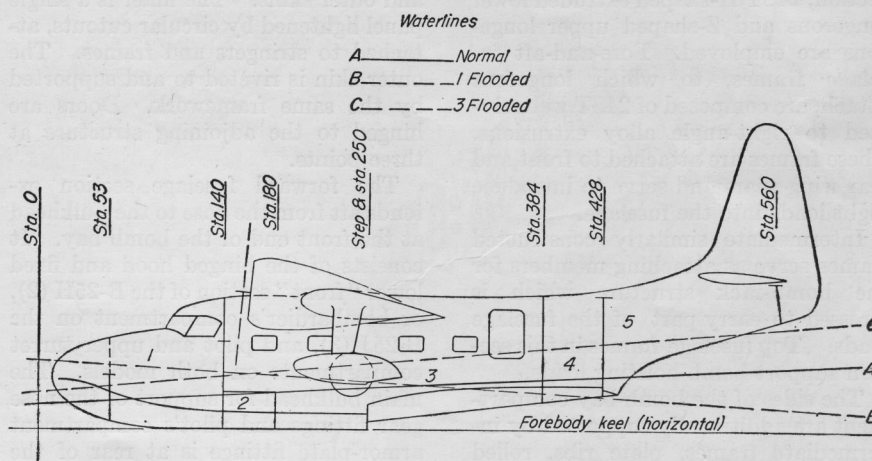 Waterlines
A Normal
B 1 Flooded
C 3 Flooded
Sta. 0
Sta.53
Sta.140
Sta.180
Step & sta. 250
Sta.384
Sta.428
Sta.560
5
C
4
A
3
2
B
Forebody keel (horizontal)